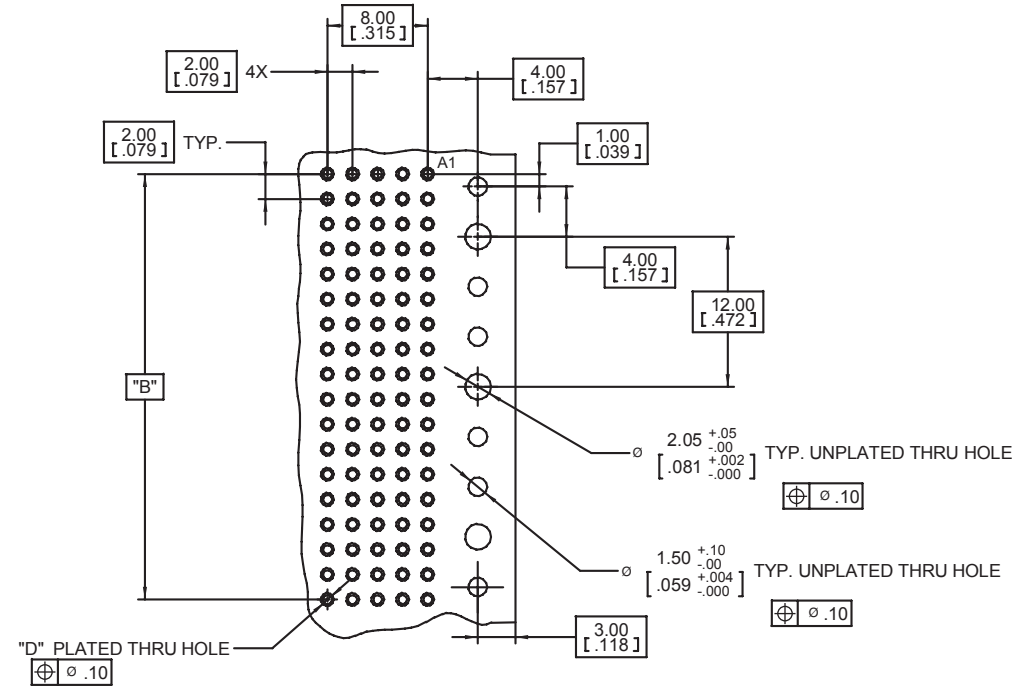 8.00
[.315]
2.00
[.079] 4X
4.00
[.157]
2.00
[.079] TYP.
1.00
[.039]
A1
4.00
[.157]
12.00
[.472]
"B"
Ø 2.05 +.05 -.00
[.081 +.002 -.000] TYP. UNPLATED THRU HOLE
⌖ Ø .10
Ø 1.50 +.10 -.00
[.059 +.004 -.000] TYP. UNPLATED THRU HOLE
⌖ Ø .10
3.00
[.118]
"D" PLATED THRU HOLE
⌖ Ø .10